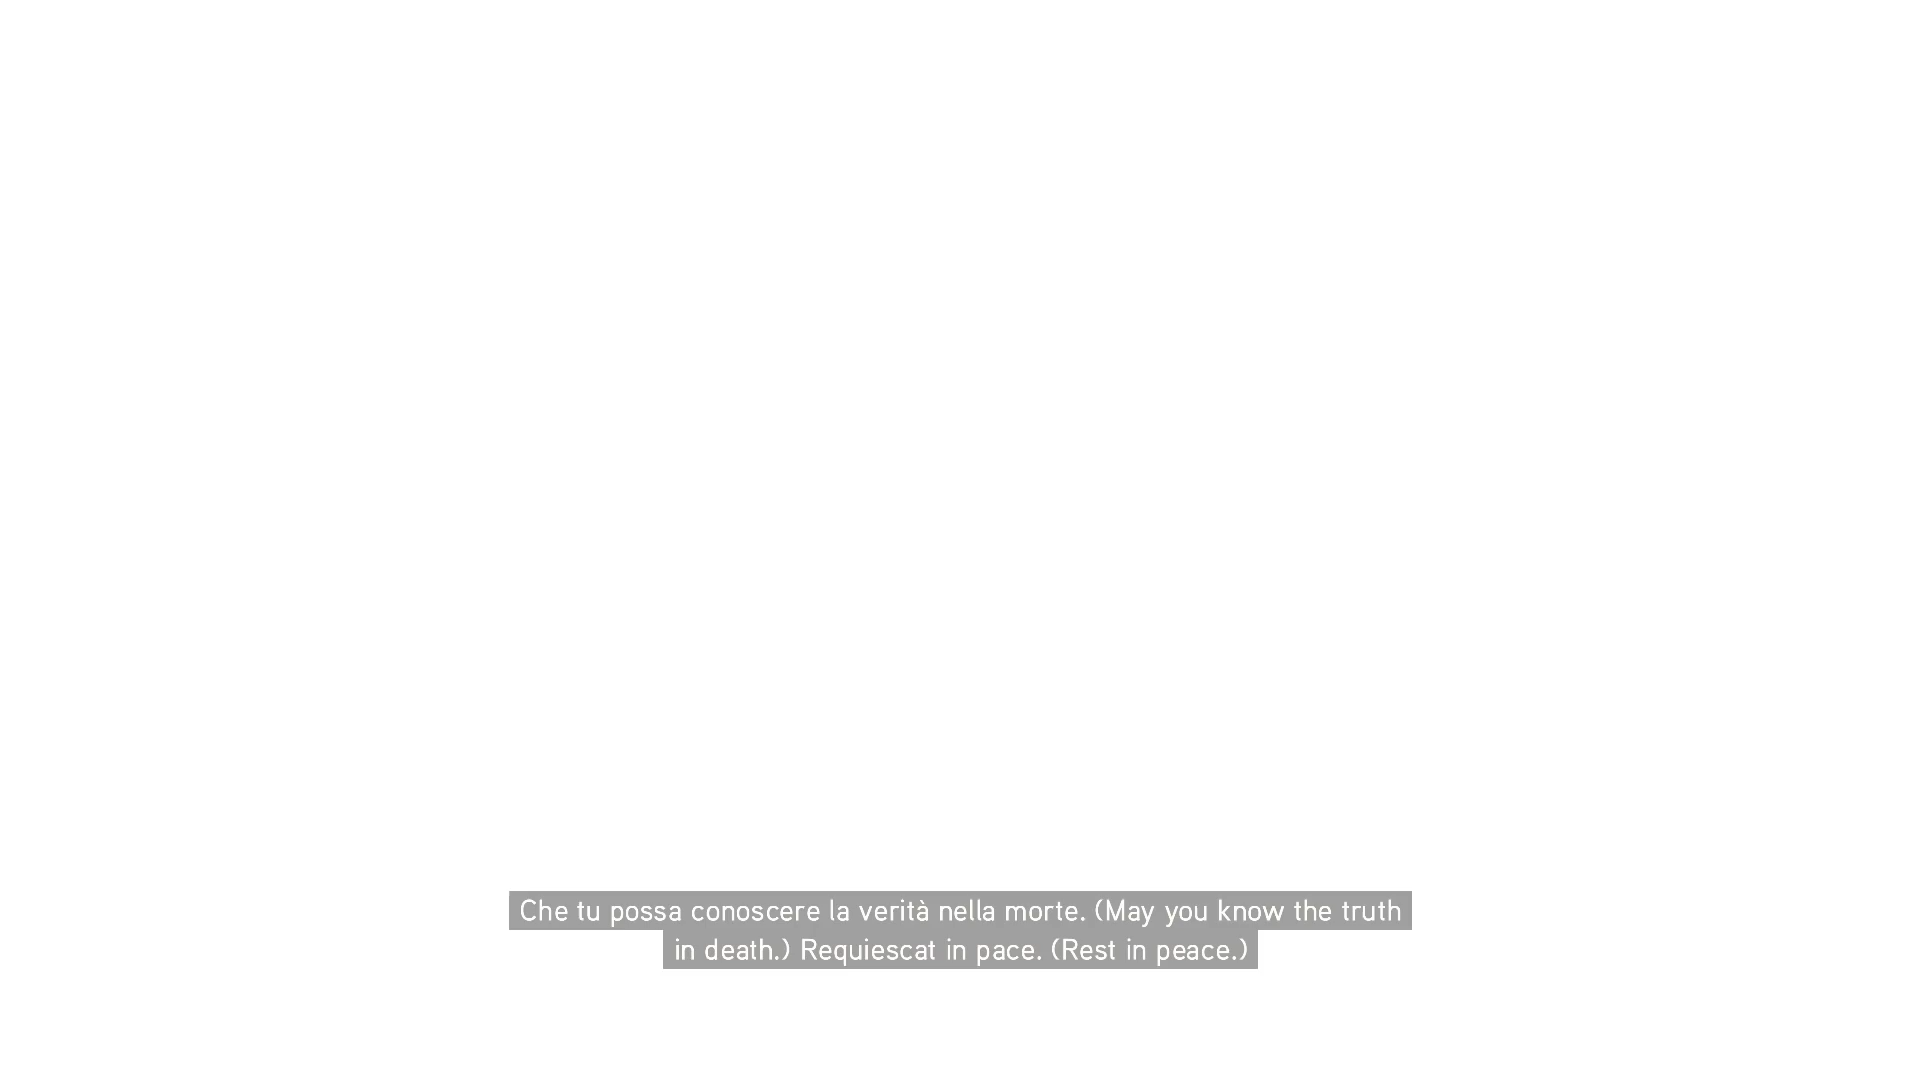 Che tu possa conoscere la verità nella morte. (May you know the truth
in death.) Requiescat in pace. (Rest in peace.)